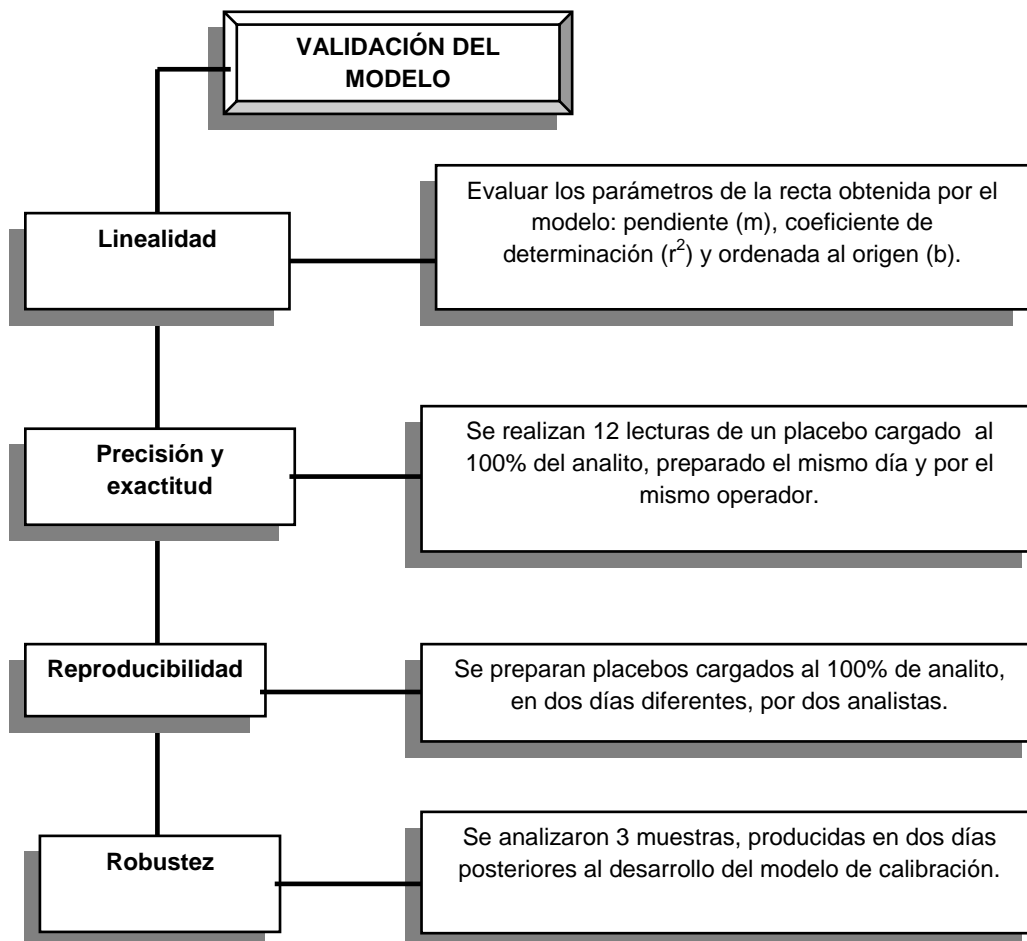 VALIDACIÓN DEL
MODELO
Linealidad
Evaluar los parámetros de la recta obtenida por el
modelo: pendiente (m), coeficiente de
determinación (r²) y ordenada al origen (b).
Precisión y
exactitud
Se realizan 12 lecturas de un placebo cargado al
100% del analito, preparado el mismo día y por el
mismo operador.
Reproducibilidad
Se preparan placebos cargados al 100% de analito,
en dos días diferentes, por dos analistas.
Robustez
Se analizaron 3 muestras, producidas en dos días
posteriores al desarrollo del modelo de calibración.